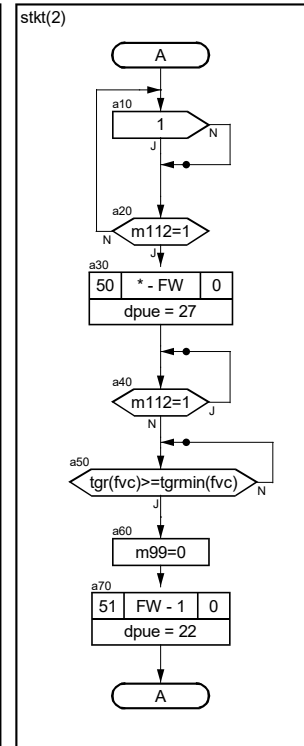 stkt(2)
A
a10
1
N
J
a20
m112=1
N
J
a30
50 * - FW 0
dpue = 27
a40
m112=1
J
N
a50
tgr(fvc)>=tgrmin(fvc)
N
J
a60
m99=0
a70
51 FW - 1 0
dpue = 22
A